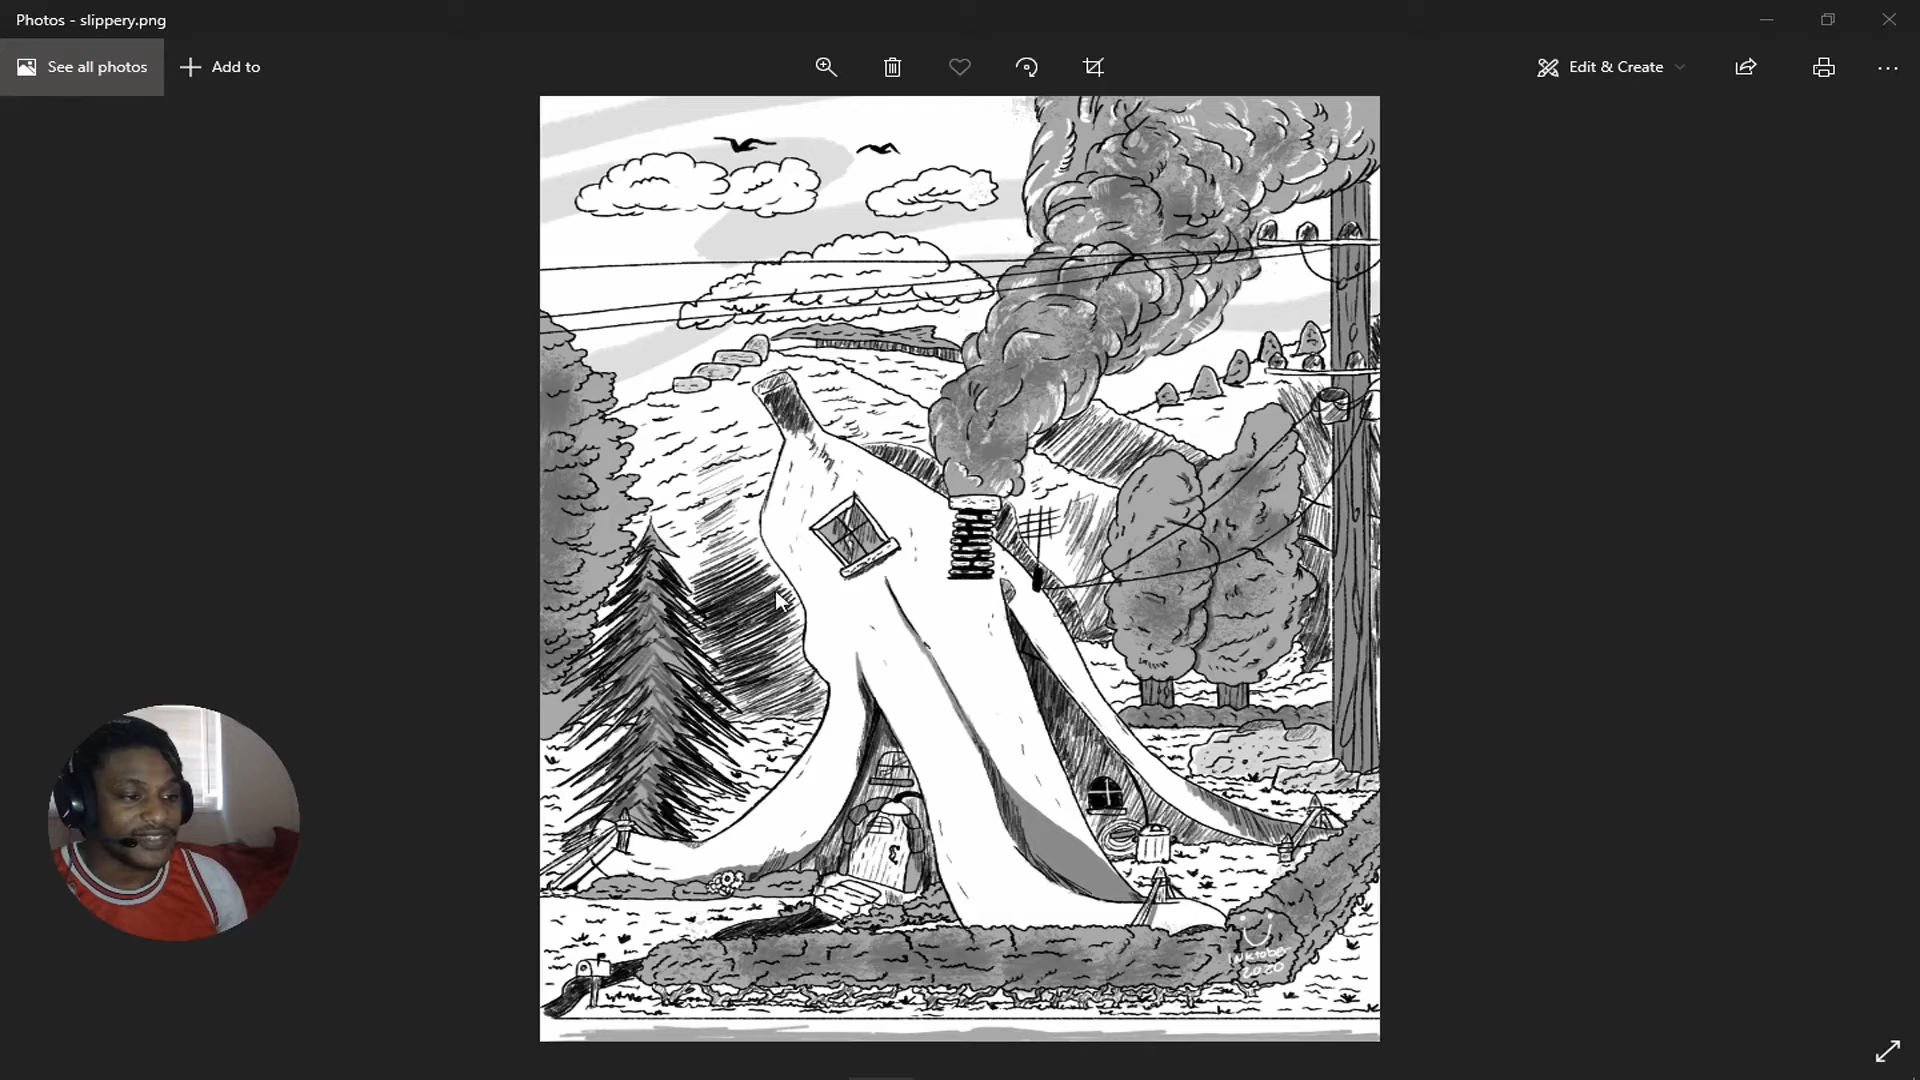 Photos - slippery.png
See all photos
Add to
Edit & Create
INKtober
2020